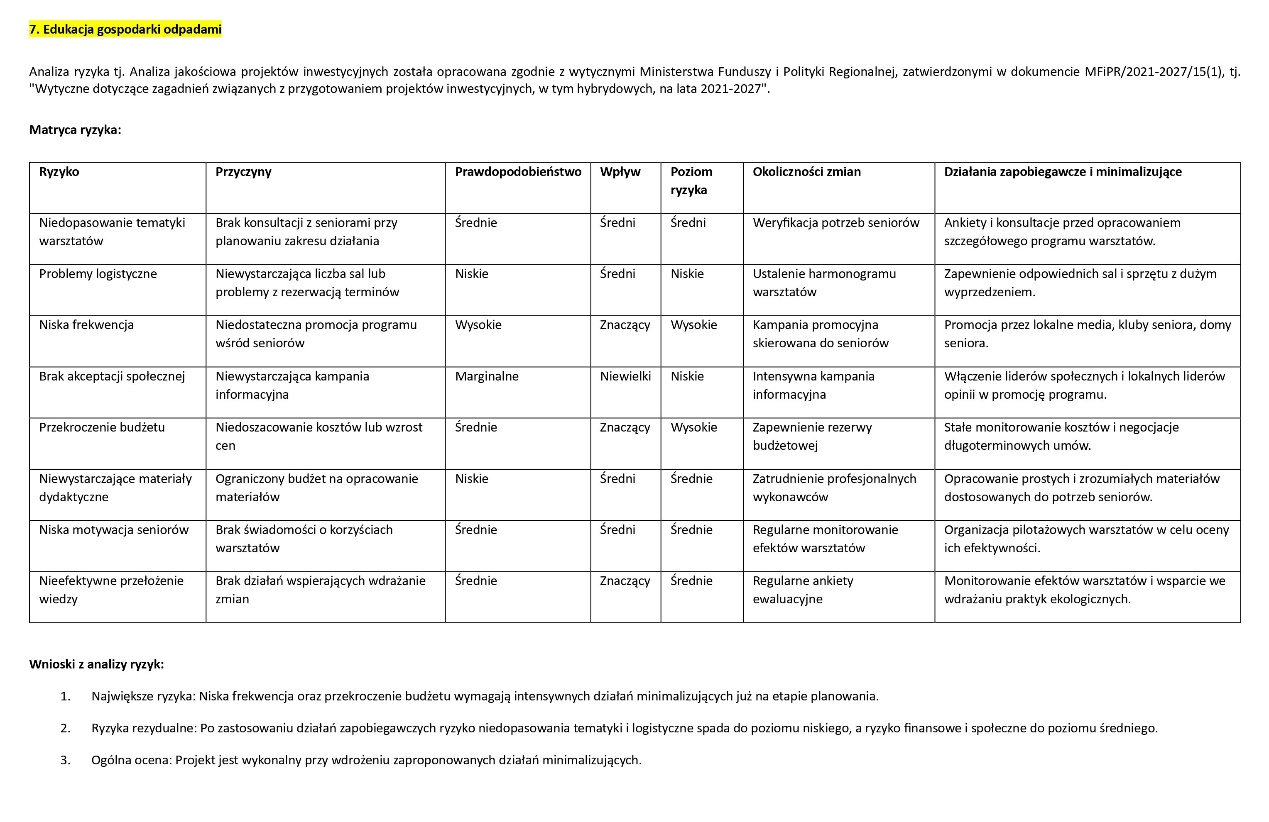 7. Edukacja gospodarki odpadami
Analiza ryzyka tj. Analiza jakościowa projektów inwestycyjnych została opracowana zgodnie z wytycznymi Ministerstwa Funduszy i Polityki Regionalnej, zatwierdzonymi w dokumencie MFiPR/2021-2027/15(1), tj.
"Wytyczne dotyczące zagadnień związanych z przygotowaniem projektów inwestycyjnych, w tym hybrydowych, na lata 2021-2027".
Matryca ryzyka:
Ryzyko Przyczyny Prawdopodobieństwo Wpływ Poziom Okoliczności zmian Działania zapobiegawcze i minimalizujące
ryzyka
Niedopasowanie tematyki Brak konsultacji z seniorami przy Średnie Średni Średni Weryfikacja potrzeb seniorów Ankiety i konsultacje przed opracowaniem
warsztatów planowaniu zakresu działania szczegółowego programu warsztatów.
Problemy logistyczne Niewystarczająca liczba sal lub Niskie Średni Niskie Ustalenie harmonogramu Zapewnienie odpowiednich sal i sprzętu z dużym
problemy z rezerwacją terminów warsztatów wyprzedzeniem.
Niska frekwencja Niedostateczna promocja programu Wysokie Znaczący Wysokie Kampania promocyjna Promocja przez lokalne media, kluby seniora, domy
wśród seniorów skierowana do seniorów seniora.
Brak akceptacji społecznej Niewystarczająca kampania Marginalne Niewielki Niskie Intensywna kampania Włączenie liderów społecznych i lokalnych liderów
informacyjna informacyjna opinii w promocję programu.
Przekroczenie budżetu Niedoszacowanie kosztów lub wzrost Średnie Znaczący Wysokie Zapewnienie rezerwy Stałe monitorowanie kosztów i negocjacje
cen budżetowej długoterminowych umów.
Niewystarczające materiały Ograniczony budżet na opracowanie Niskie Średni Średnie Zatrudnienie profesjonalnych Opracowanie prostych i zrozumiałych materiałów
dydaktyczne materiałów wykonawców dostosowanych do potrzeb seniorów.
Niska motywacja seniorów Brak świadomości o korzyściach Średnie Średni Średnie Regularne monitorowanie Organizacja pilotażowych warsztatów w celu oceny
warsztatów efektów warsztatów ich efektywności.
Nieefektywne przełożenie Brak działań wspierających wdrażanie Średnie Znaczący Średnie Regularne ankiety Monitorowanie efektów warsztatów i wsparcie we
wiedzy zmian ewaluacyjne wdrażaniu praktyk ekologicznych.
Wnioski z analizy ryzyk:
1. Największe ryzyka: Niska frekwencja oraz przekroczenie budżetu wymagają intensywnych działań minimalizujących już na etapie planowania.
2. Ryzyka rezydualne: Po zastosowaniu działań zapobiegawczych ryzyko niedopasowania tematyki i logistyczne spada do poziomu niskiego, a ryzyko finansowe i społeczne do poziomu średniego.
3. Ogólna ocena: Projekt jest wykonalny przy wdrożeniu zaproponowanych działań minimalizujących.